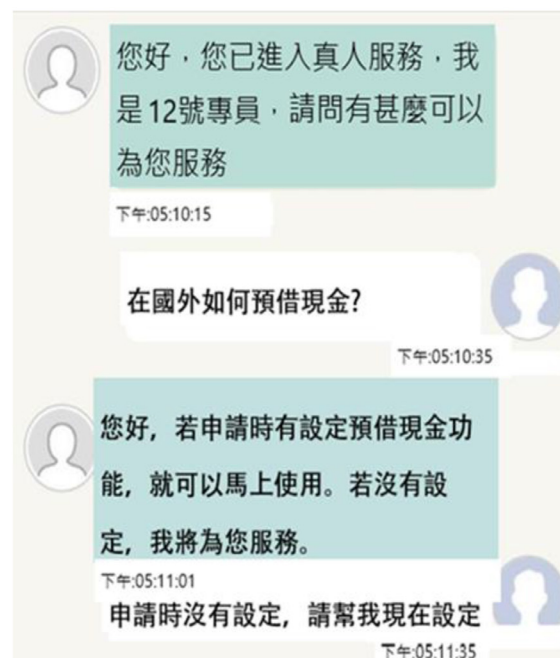 您好，您已進入真人服務，我
是12號專員，請問有甚麼可以
為您服務
下午:05:10:15
在國外如何預借現金?
下午:05:10:35
您好，若申請時有設定預借現金功
能，就可以馬上使用。若沒有設
定，我將為您服務。
下午:05:11:01
申請時沒有設定，請幫我現在設定
下午:05:11:35